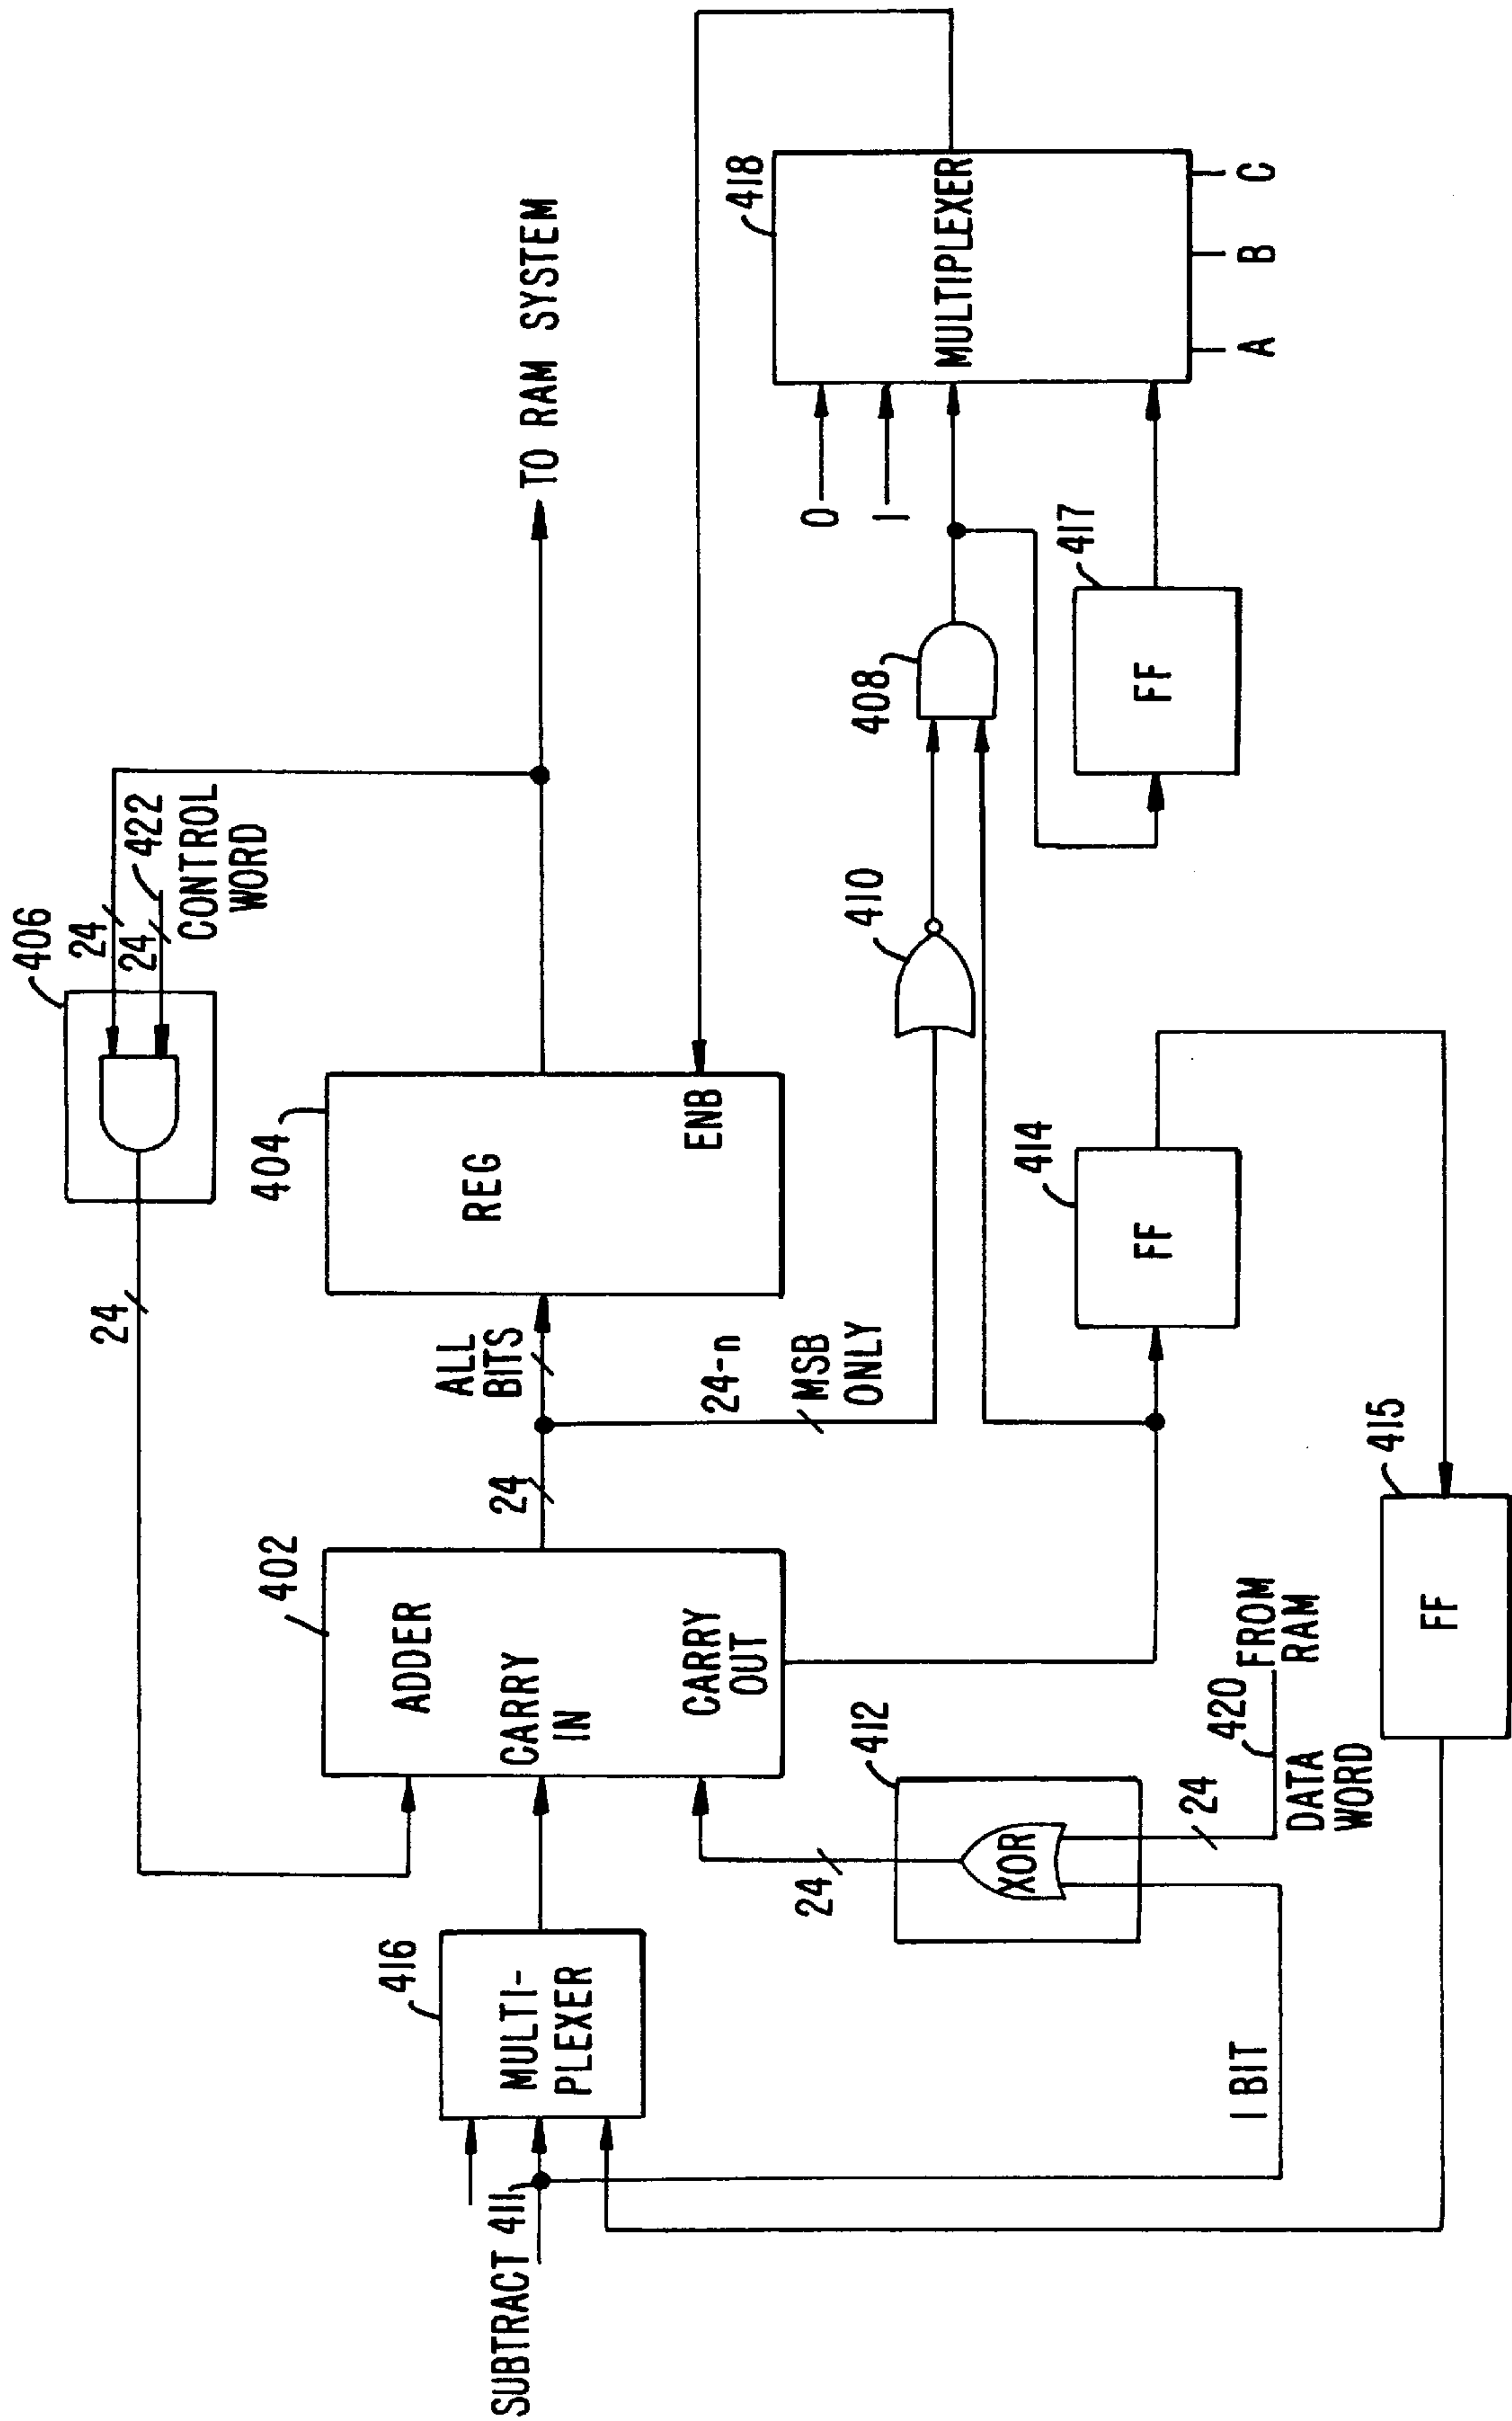 406
24
24
422
CONTROL
WORD
24
TO RAM SYSTEM
402
ADDER
CARRY
IN
CARRY
OUT
24
ALL
BITS
24-n
MSB
ONLY
404
REG
ENB
416
MULTI-
PLEXER
SUBTRACT 411
1 BIT
24
412
XOR
24
420
FROM
RAM
DATA
WORD
410
408
0
1
418
MULTIPLEXER
A
B
C
417
FF
414
FF
415
FF